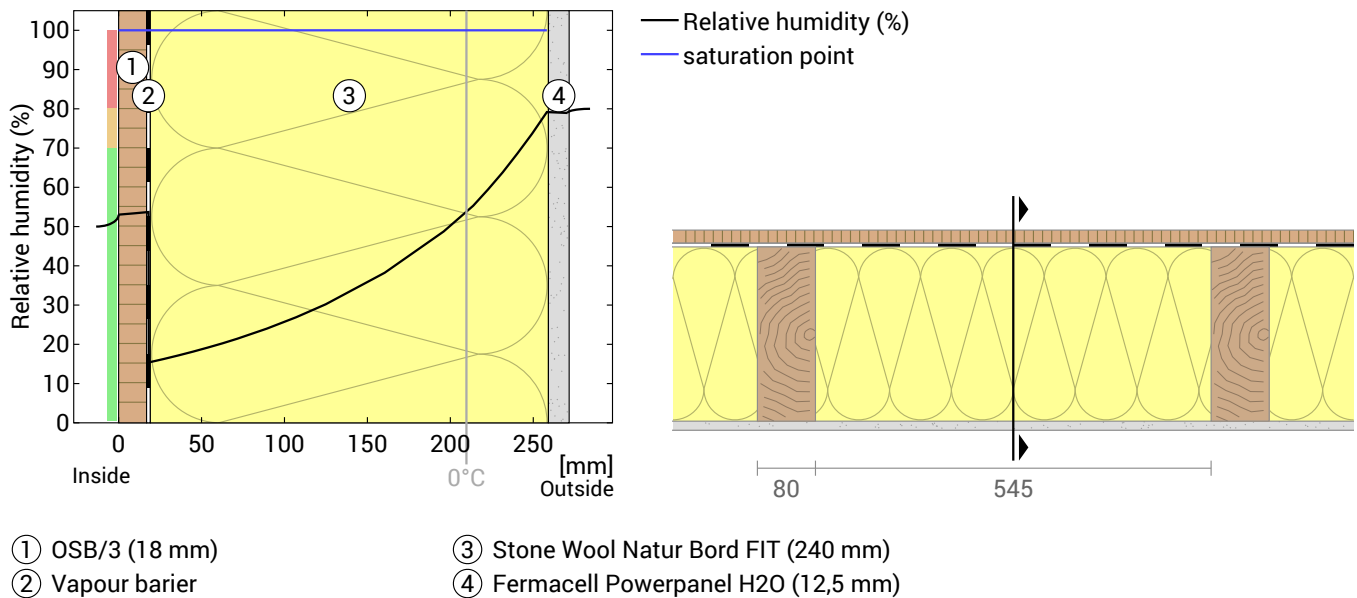 Relative humidity (%)
100
90
80
70
60
50
40
30
20
10
0
1
2
3
4
0
50
100
150
200
250
[mm]
Inside
0°C
Outside
Relative humidity (%)
saturation point
80
545
1 OSB/3 (18 mm)
2 Vapour barier
3 Stone Wool Natur Bord FIT (240 mm)
4 Fermacell Powerpanel H2O (12,5 mm)